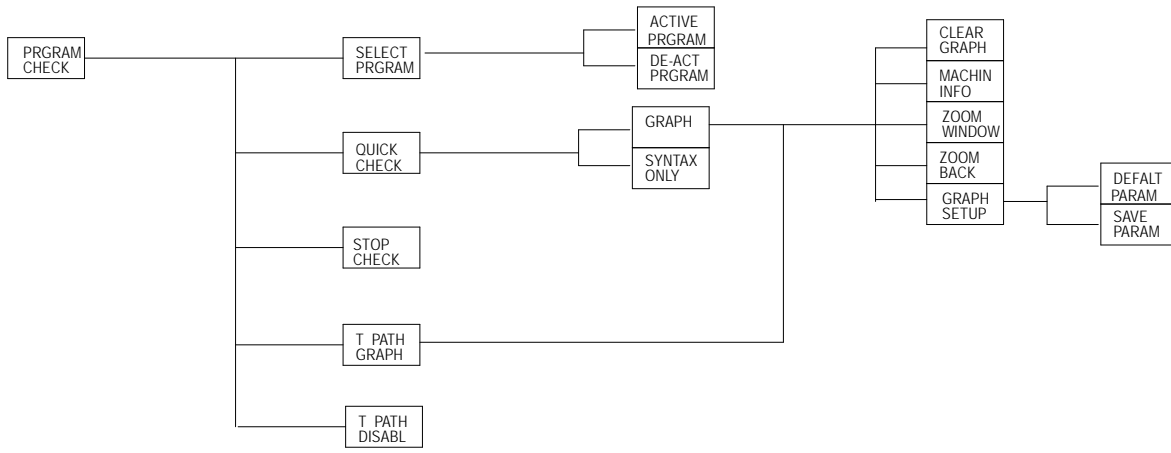 PRGRAM
CHECK
SELECT
PRGRAM
ACTIVE
PRGRAM
DE-ACT
PRGRAM
QUICK
CHECK
GRAPH
SYNTAX
ONLY
STOP
CHECK
T PATH
GRAPH
T PATH
DISABL
CLEAR
GRAPH
MACHIN
INFO
ZOOM
WINDOW
ZOOM
BACK
GRAPH
SETUP
DEFALT
PARAM
SAVE
PARAM